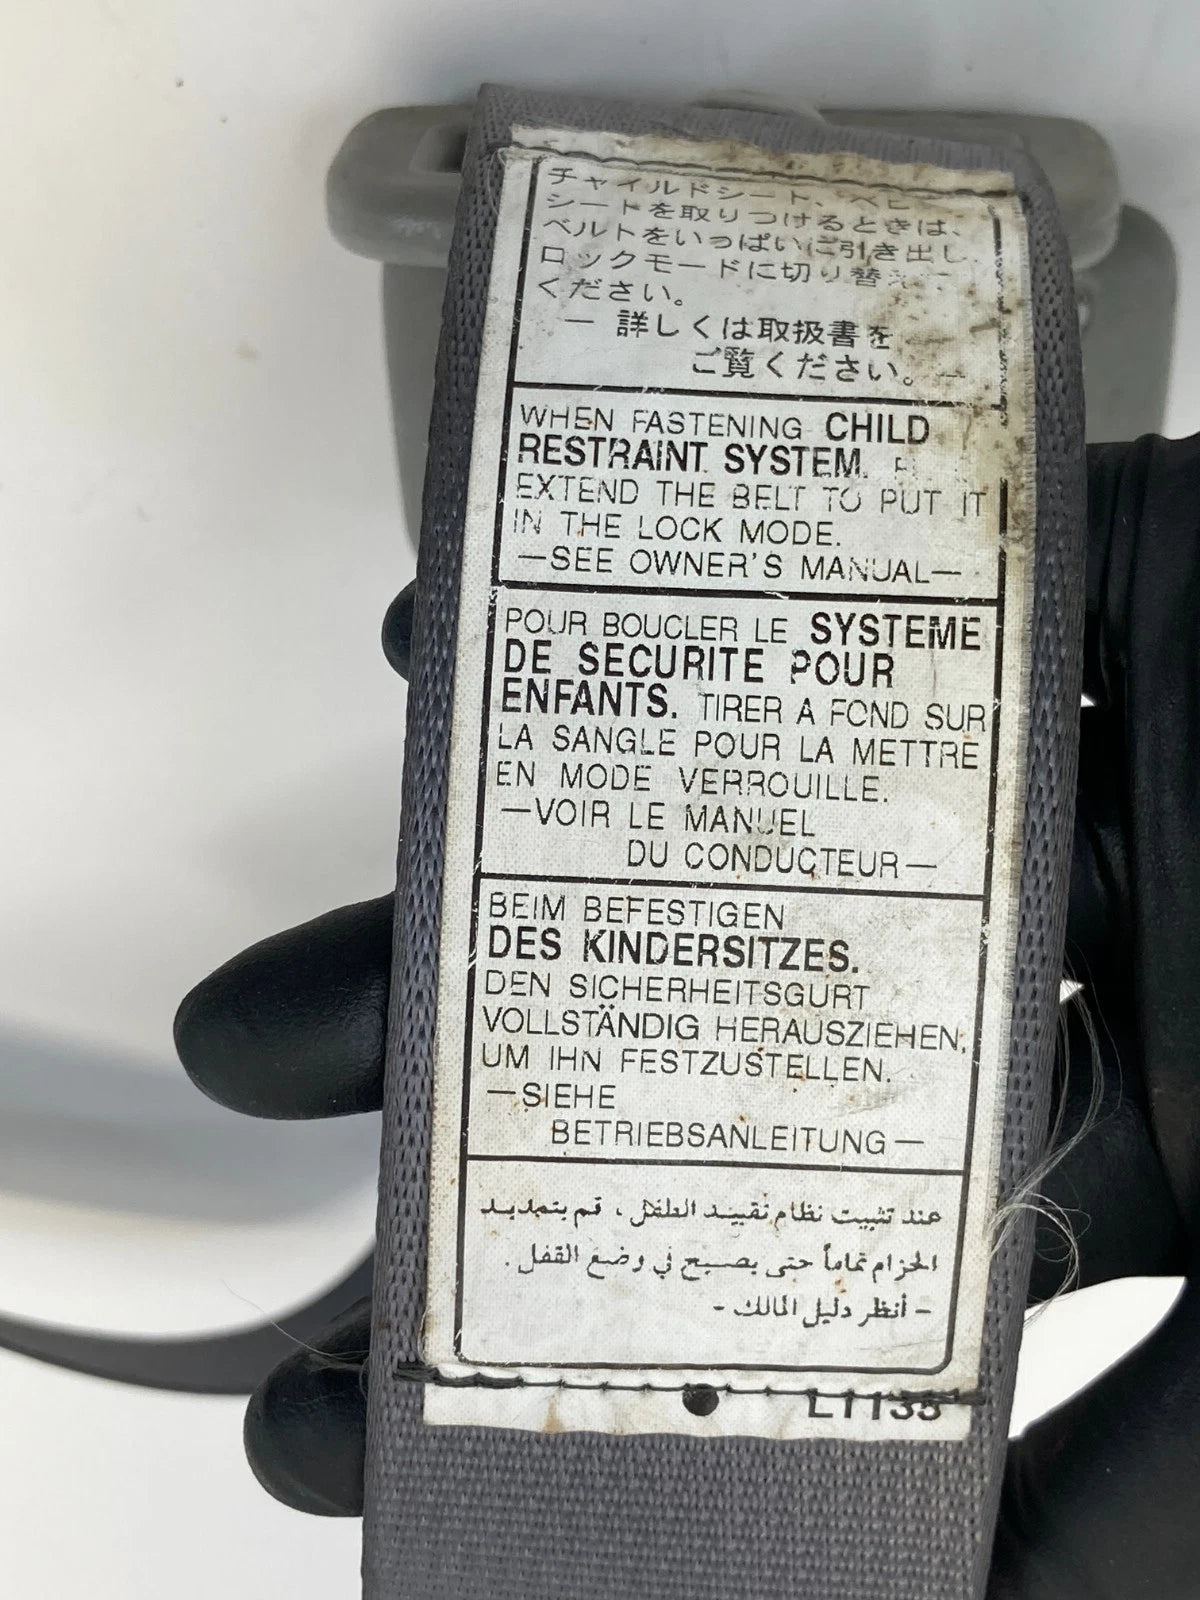 チャイルドシート、ベビー
シートを取りつけるときは、
ベルトをいっぱいに引き出し、
ロックモードに切り替えて
ください。
— 詳しくは取扱書を
ご覧ください。—
WHEN FASTENING CHILD
RESTRAINT SYSTEM.
EXTEND THE BELT TO PUT IT
IN THE LOCK MODE.
—SEE OWNER'S MANUAL—
POUR BOUCLER LE SYSTEME
DE SECURITE POUR
ENFANTS. TIRER A FOND SUR
LA SANGLE POUR LA METTRE
EN MODE VERROUILLE.
—VOIR LE MANUEL
DU CONDUCTEUR—
BEIM BEFESTIGEN
DES KINDERSITZES.
DEN SICHERHEITSGURT
VOLLSTÄNDIG HERAUSZIEHEN,
UM IHN FESTZUSTELLEN.
—SIEHE
BETRIEBSANLEITUNG—
عند تثبيت نظام تقييد الطفل ، قم بتمديد
الحزام تماماً حتى يصبح في وضع القفل .
- أنظر دليل المالك -
L1135